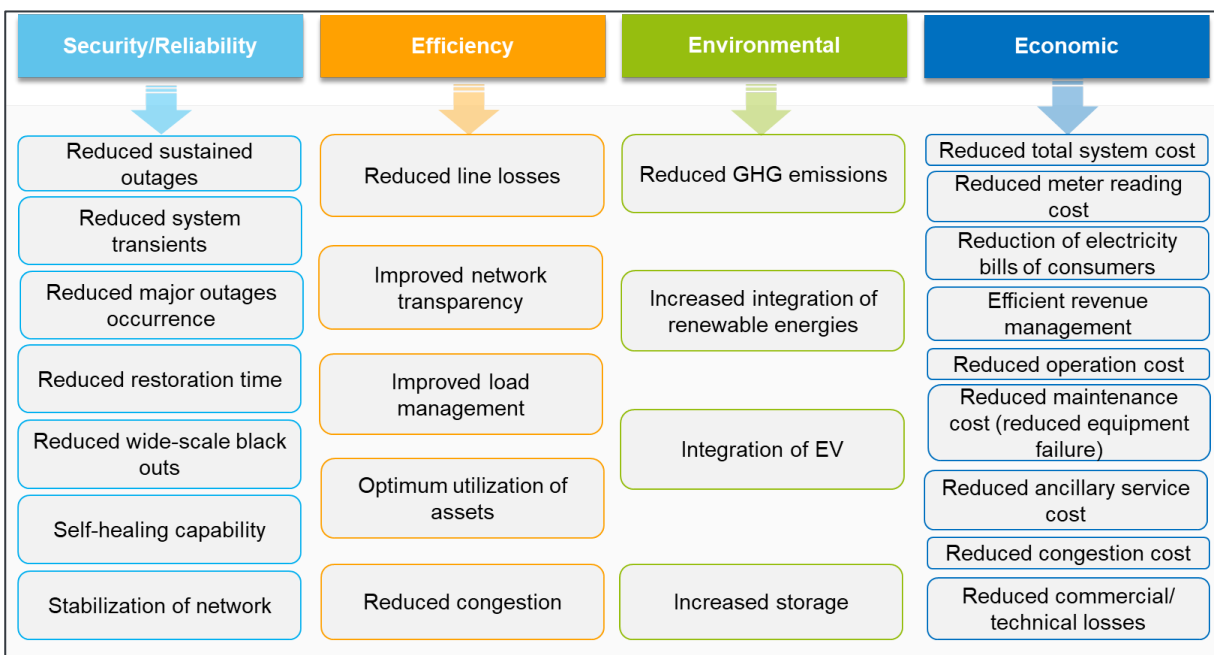 Security/Reliability
Reduced sustained
outages
Reduced system
transients
Reduced major outages
occurrence
Reduced restoration time
Reduced wide-scale black
outs
Self-healing capability
Stabilization of network
Efficiency
Reduced line losses
Improved network
transparency
Improved load
management
Optimum utilization of
assets
Reduced congestion
Environmental
Reduced GHG emissions
Increased integration of
renewable energies
Integration of EV
Increased storage
Economic
Reduced total system cost
Reduced meter reading
cost
Reduction of electricity
bills of consumers
Efficient revenue
management
Reduced operation cost
Reduced maintenance
cost (reduced equipment
failure)
Reduced ancillary service
cost
Reduced congestion cost
Reduced commercial/
technical losses